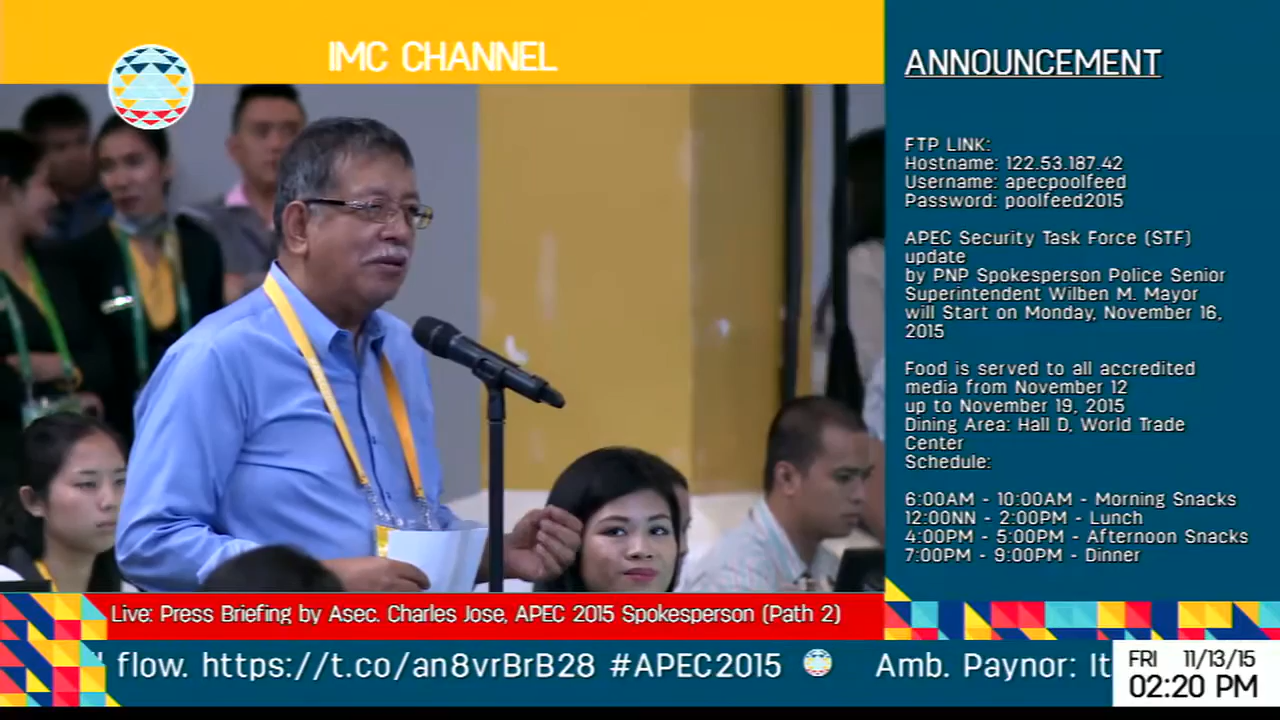 IMC CHANNEL
ANNOUNCEMENT
FTP LINK:
Hostname: 122.53.187.42
Username: apecpoolfeed
Password: poolfeed2015
APEC Security Task Force (STF)
update
by PNP Spokesperson Police Senior
Superintendent Wilben M. Mayor
will Start on Monday, November 16,
2015
Food is served to all accredited
media from November 12
up to November 19, 2015
Dining Area: Hall D, World Trade
Center
Schedule:
6:00AM - 10:00AM - Morning Snacks
12:00NN - 2:00PM - Lunch
4:00PM - 5:00PM - Afternoon Snacks
7:00PM - 9:00PM - Dinner
Live: Press Briefing by Asec. Charles Jose, APEC 2015 Spokesperson (Path 2)
flow. https://t.co/an8vrBrB28 #APEC2015 Amb. Paynor: It
FRI 11/13/15
02:20 PM